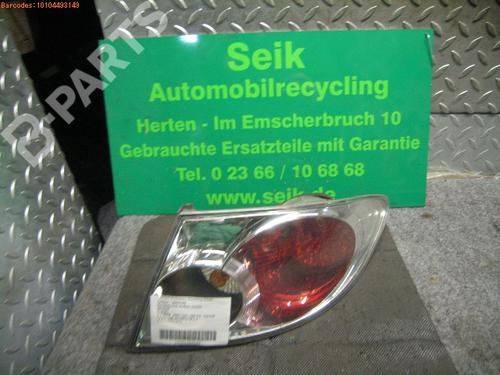 Barcodes:10104493149
B-PARTS
Seik
Automobilrecycling
Herten - Im Emscherbruch 10
Gebrauchte Ersatzteile mit Garantie
Tel. 0 23 66 / 10 68 68
www.seik.de